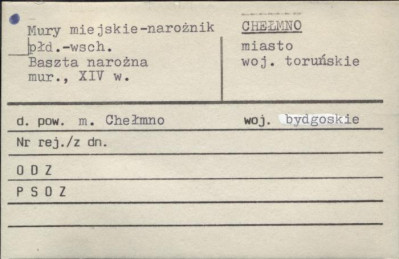 Mury miejskie-narożnik
płd.-wsch.
Baszta narożna
mur., XIV w.
CHEŁMNO
miasto
woj. toruńskie
d. pow. m. Chełmno woj. bydgoskie
Nr rej./z dn.
O D Z
P S O Z